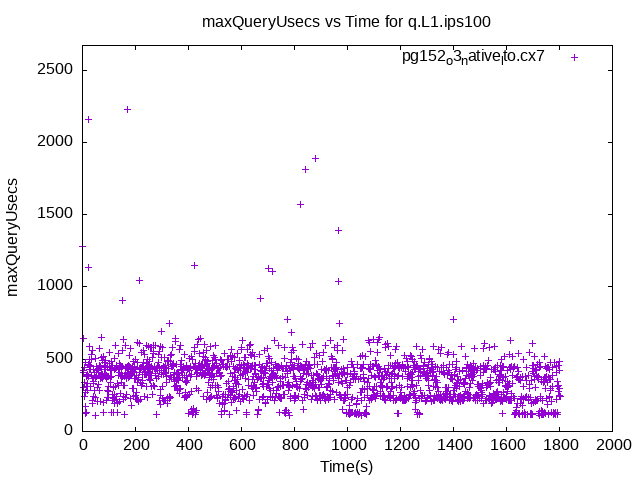 maxQueryUsecs vs Time for q.L1.ips100
pg152o3nativelto.cx7
2500
2000
1500
1000
500
0
maxQueryUsecs
0 200 400 600 800 1000 1200 1400 1600 1800 2000
Time(s)